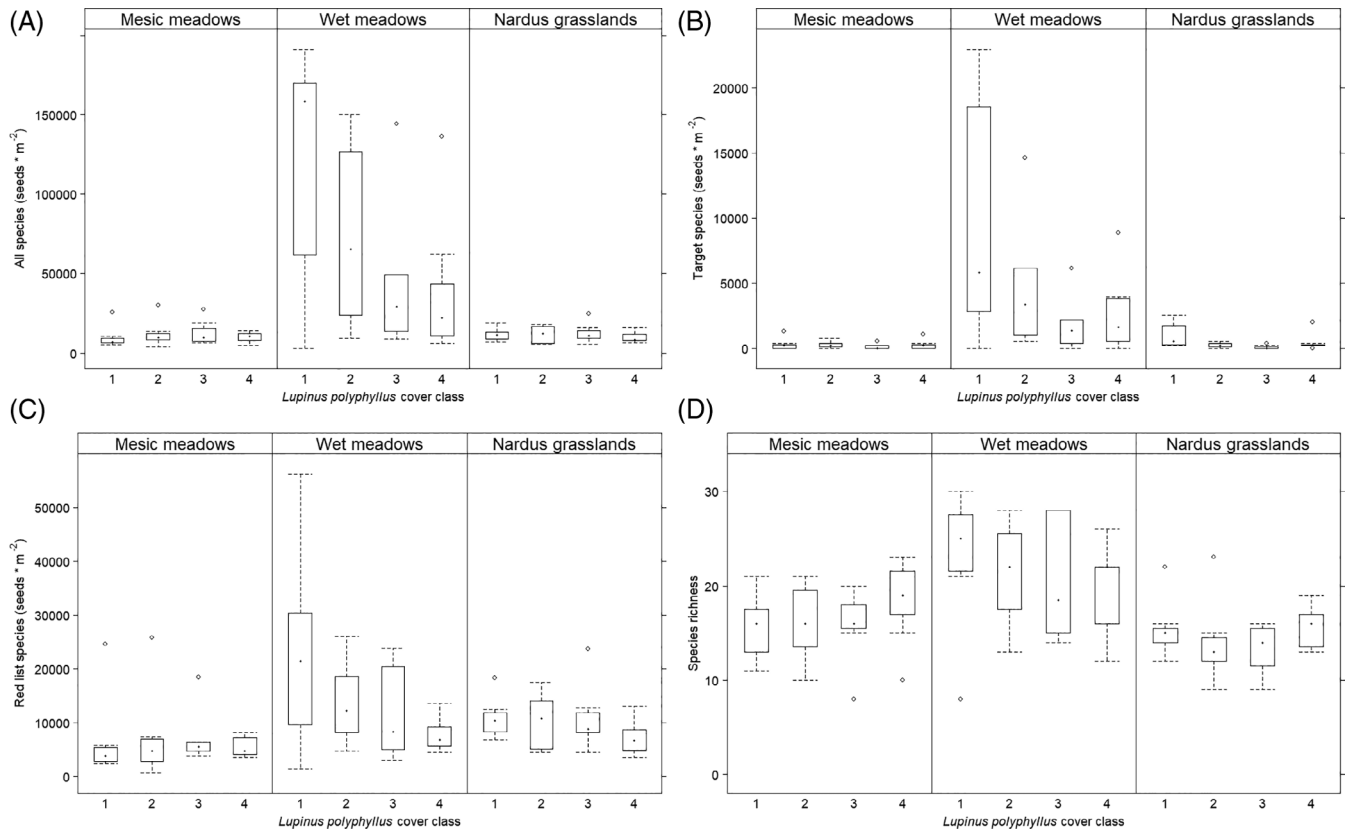 (A)
Mesic meadows Wet meadows Nardus grasslands
All species (seeds * m⁻²)
150000
100000
50000
0
1 2 3 4 1 2 3 4 1 2 3 4
Lupinus polyphyllus cover class
(B)
Mesic meadows Wet meadows Nardus grasslands
Target species (seeds * m⁻²)
20000
15000
10000
5000
0
1 2 3 4 1 2 3 4 1 2 3 4
Lupinus polyphyllus cover class
(C)
Mesic meadows Wet meadows Nardus grasslands
Red list species (seeds * m⁻²)
50000
40000
30000
20000
10000
0
1 2 3 4 1 2 3 4 1 2 3 4
Lupinus polyphyllus cover class
(D)
Mesic meadows Wet meadows Nardus grasslands
Species richness
30
20
10
0
1 2 3 4 1 2 3 4 1 2 3 4
Lupinus polyphyllus cover class